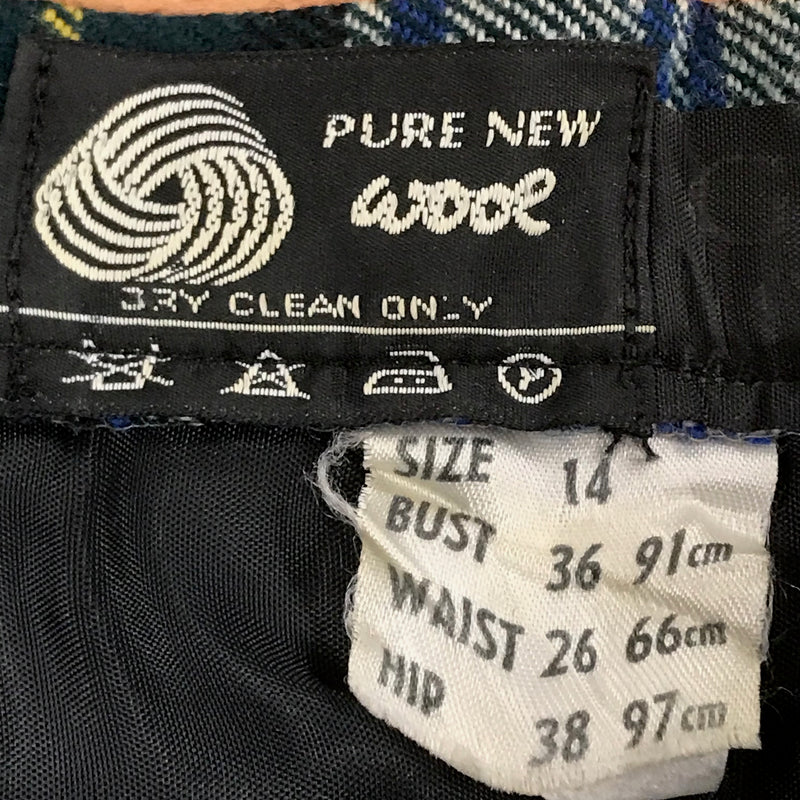 PURE NEW
wool
DRY CLEAN ONLY
SIZE 14
BUST 36 91cm
WAIST 26 66cm
HIP 38 97cm